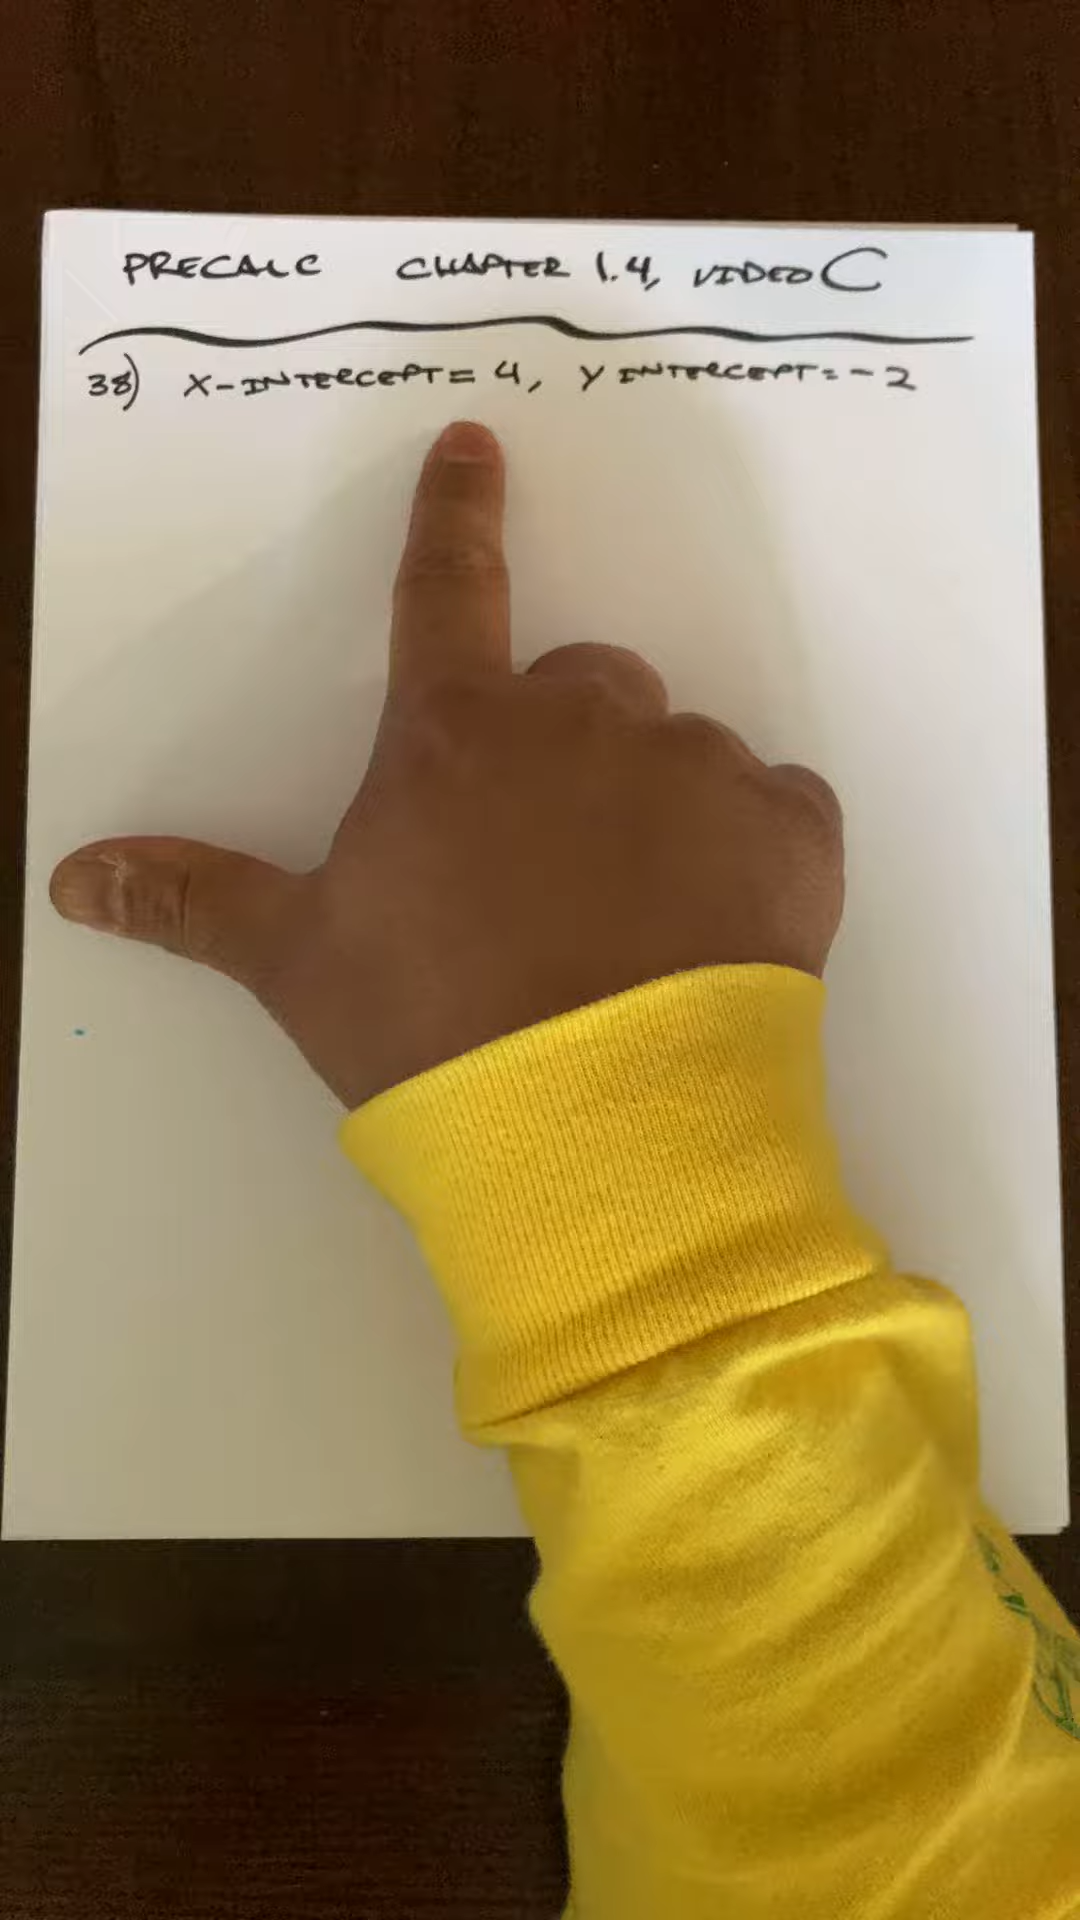 PRECALC CHAPTER 1.4, VIDEO C
38) X-INTERCEPT = 4, Y INTERCEPT = -2